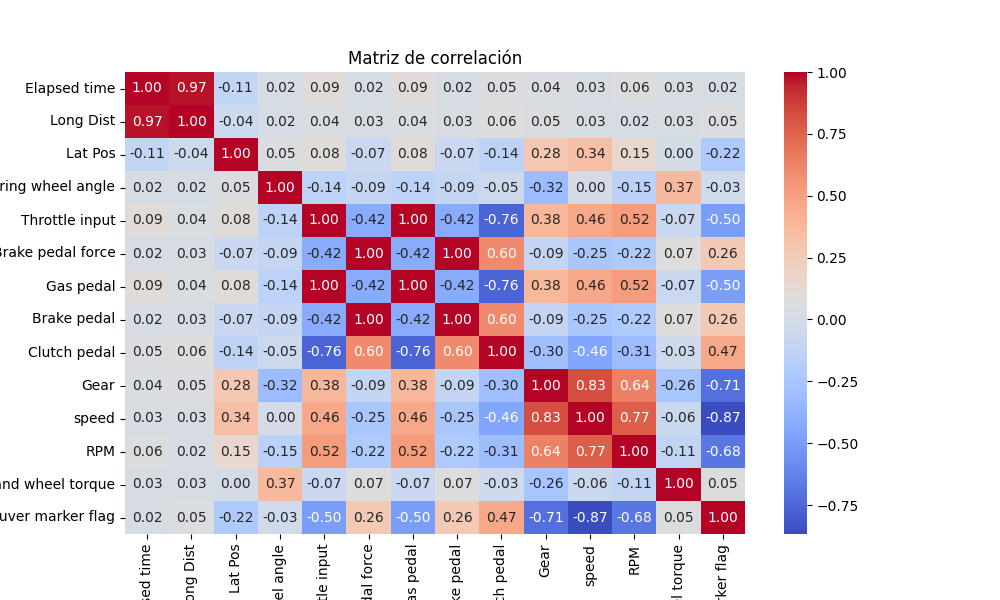 Matriz de correlación
Elapsed time 1.00 0.97 -0.11 0.02 0.09 0.02 0.09 0.02 0.05 0.04 0.03 0.06 0.03 0.02
Long Dist 0.97 1.00 -0.04 0.02 0.04 0.03 0.04 0.03 0.06 0.05 0.03 0.02 0.03 0.05
Lat Pos -0.11 -0.04 1.00 0.05 0.08 -0.07 0.08 -0.07 -0.14 0.28 0.34 0.15 0.00 -0.22
ring wheel angle 0.02 0.02 0.05 1.00 -0.14 -0.09 -0.14 -0.09 -0.05 -0.32 0.00 -0.15 0.37 -0.03
Throttle input 0.09 0.04 0.08 -0.14 1.00 -0.42 1.00 -0.42 -0.76 0.38 0.46 0.52 -0.07 -0.50
Brake pedal force 0.02 0.03 -0.07 -0.09 -0.42 1.00 -0.42 1.00 0.60 -0.09 -0.25 -0.22 0.07 0.26
Gas pedal 0.09 0.04 0.08 -0.14 1.00 -0.42 1.00 -0.42 -0.76 0.38 0.46 0.52 -0.07 -0.50
Brake pedal 0.02 0.03 -0.07 -0.09 -0.42 1.00 -0.42 1.00 0.60 -0.09 -0.25 -0.22 0.07 0.26
Clutch pedal 0.05 0.06 -0.14 -0.05 -0.76 0.60 -0.76 0.60 1.00 -0.30 -0.46 -0.31 -0.03 0.47
Gear 0.04 0.05 0.28 -0.32 0.38 -0.09 0.38 -0.09 -0.30 1.00 0.83 0.64 -0.26 -0.71
speed 0.03 0.03 0.34 0.00 0.46 -0.25 0.46 -0.25 -0.46 0.83 1.00 0.77 -0.06 -0.87
RPM 0.06 0.02 0.15 -0.15 0.52 -0.22 0.52 -0.22 -0.31 0.64 0.77 1.00 -0.11 -0.68
and wheel torque 0.03 0.03 0.00 0.37 -0.07 0.07 -0.07 0.07 -0.03 -0.26 -0.06 -0.11 1.00 0.05
uver marker flag 0.02 0.05 -0.22 -0.03 -0.50 0.26 -0.50 0.26 0.47 -0.71 -0.87 -0.68 0.05 1.00
sed time
ong Dist
Lat Pos
el angle
tle input
dal force
as pedal
ke pedal
ch pedal
Gear
speed
RPM
l torque
rker flag
1.00
0.75
0.50
0.25
0.00
−0.25
−0.50
−0.75